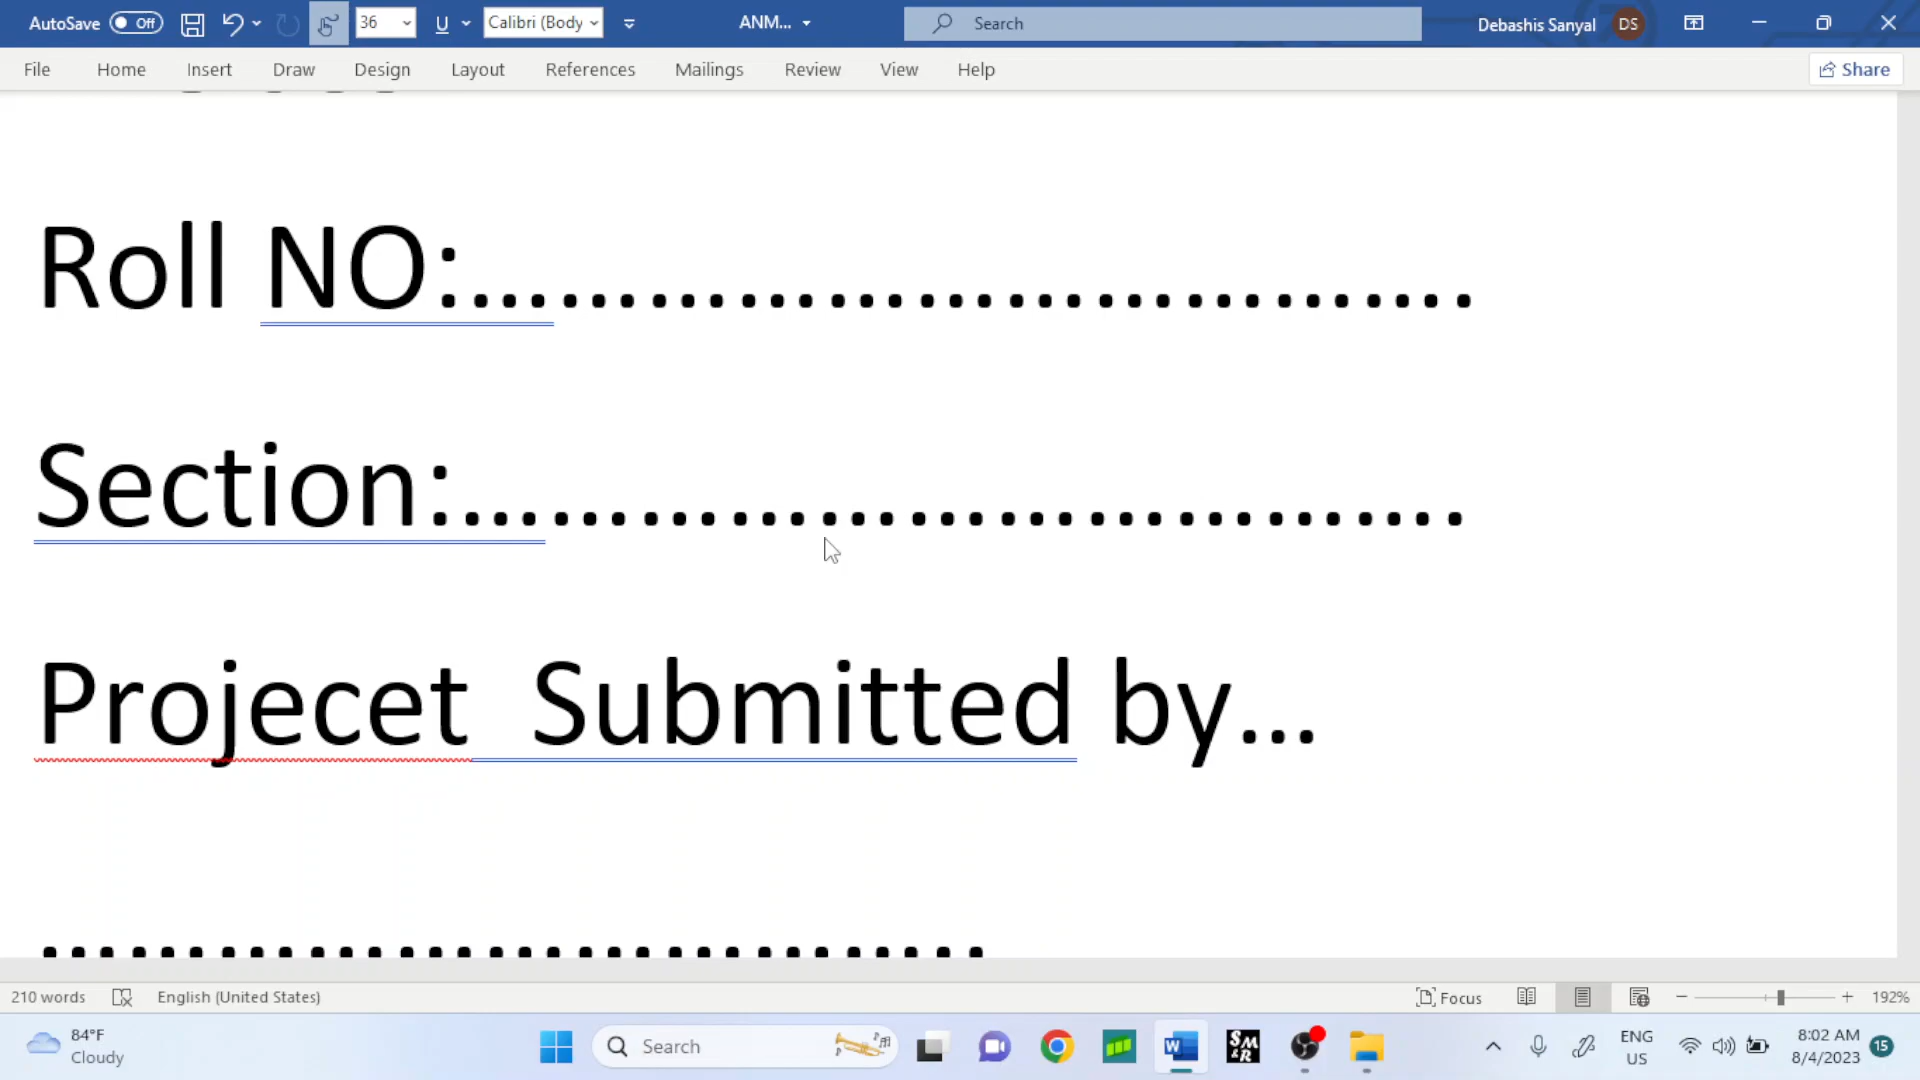 AutoSave Off 36 U Calibri (Body ANM... Search Debashis Sanyal DS
File Home Insert Draw Design Layout References Mailings Review View Help Share
Roll NO:..................................
Section:..................................
Projecet  Submitted by...
................................
210 words English (United States) Focus 192%
84°F
Cloudy
Search
SM
&R
ENG
US
8:02 AM
8/4/2023
15